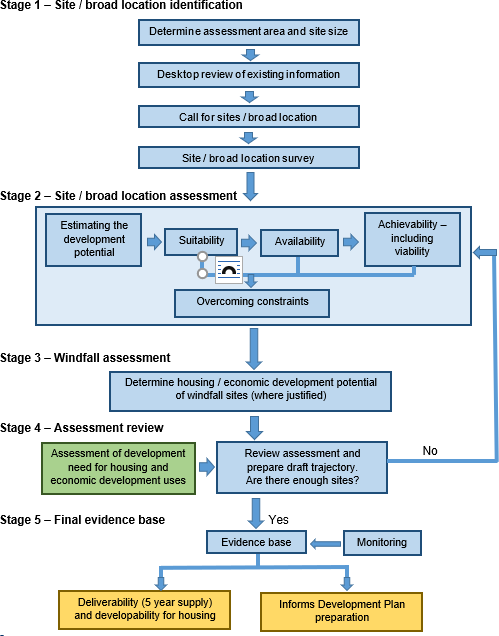 Stage 1 – Site / broad location identification
Determine assessment area and site size
Desktop review of existing information
Call for sites / broad location
Site / broad location survey
Stage 2 – Site / broad location assessment
Estimating the
development
potential
Suitability
Availability
Achievability –
including
viability
Overcoming constraints
Stage 3 – Windfall assessment
Determine housing / economic development potential
of windfall sites (where justified)
Stage 4 – Assessment review
Assessment of development
need for housing and
economic development uses
Review assessment and
prepare draft trajectory.
Are there enough sites?
No
Stage 5 – Final evidence base
Yes
Evidence base
Monitoring
Deliverability (5 year supply)
and developability for housing
Informs Development Plan
preparation